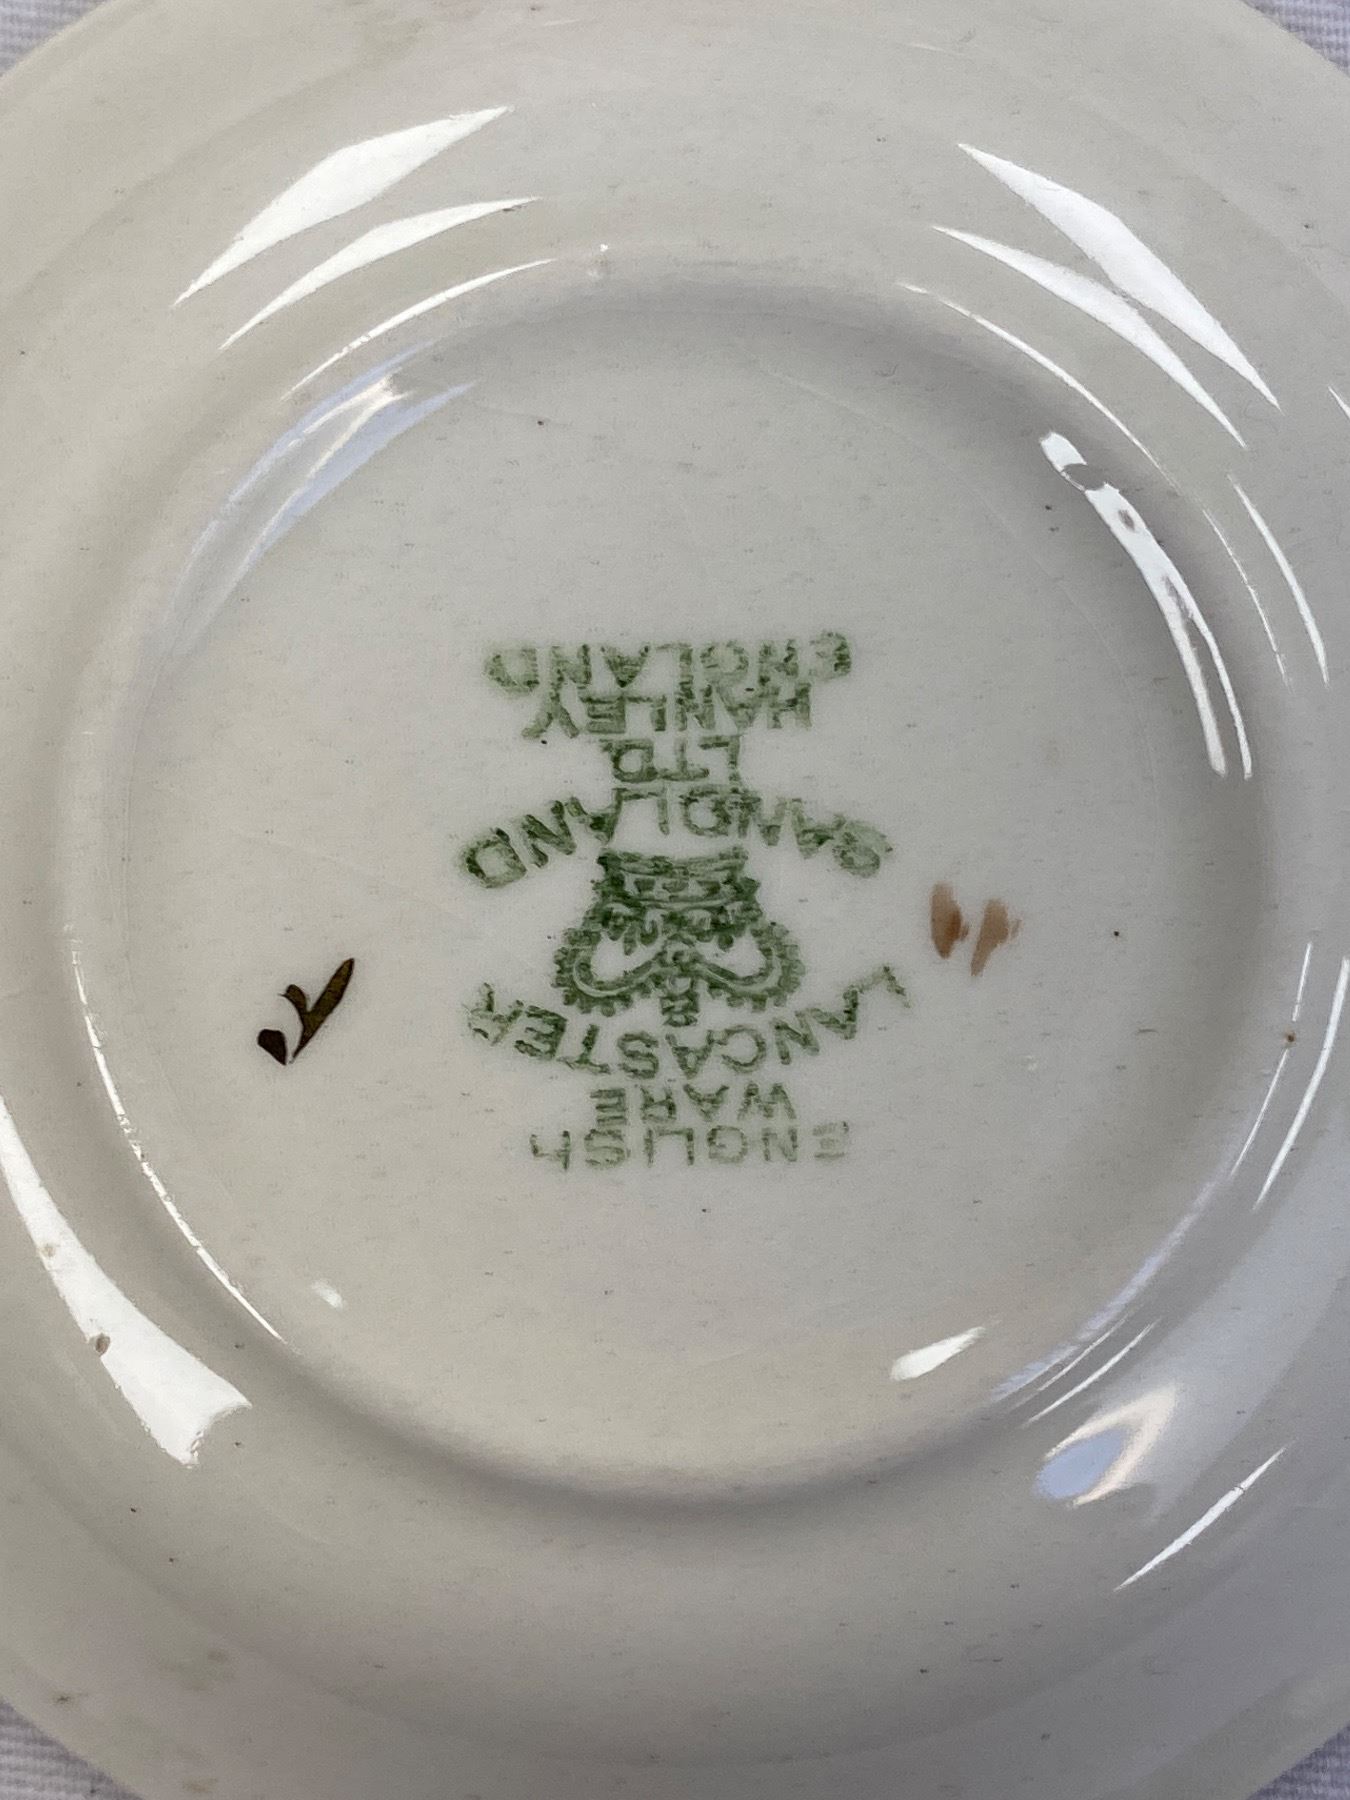 ENGLISH
WARE
LANCASTER
SANDLAND
LTD.
HANLEY
ENGLAND